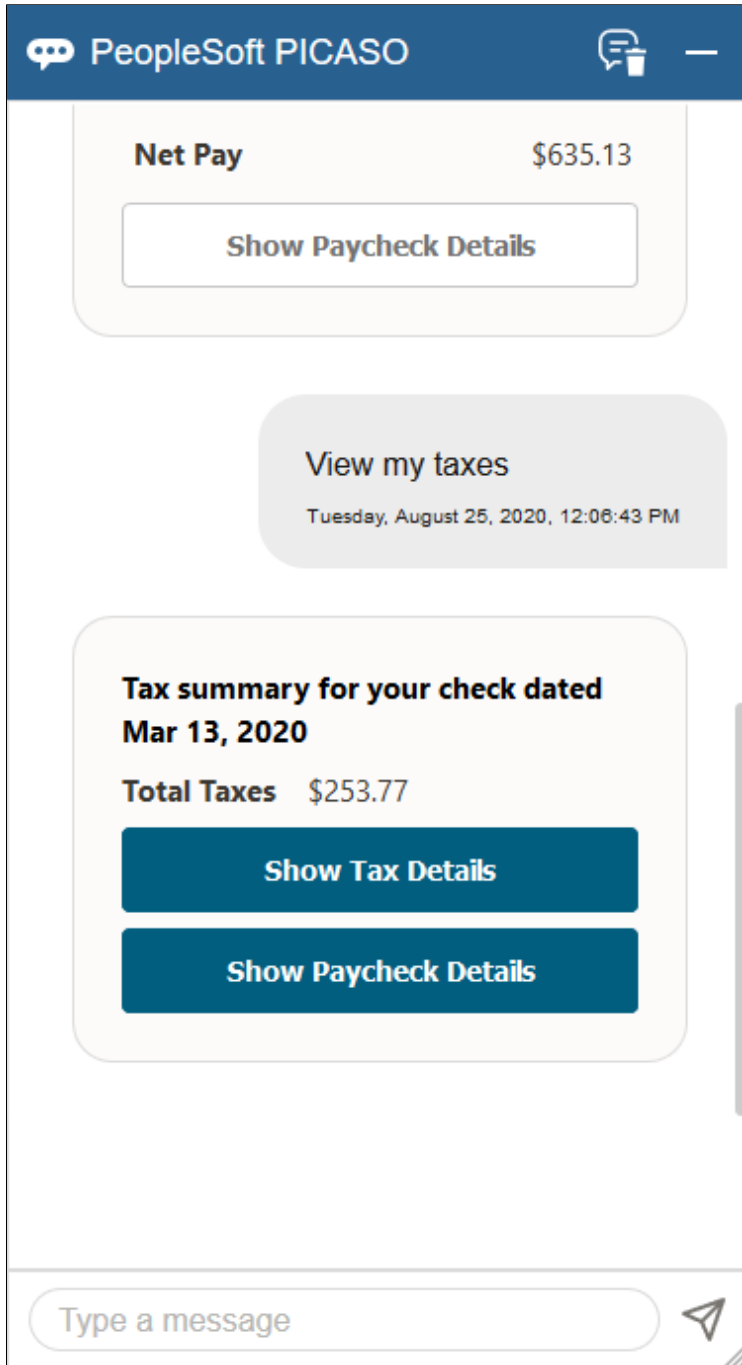 PeopleSoft PICASO
Net Pay $635.13
Show Paycheck Details
View my taxes
Tuesday, August 25, 2020, 12:06:43 PM
Tax summary for your check dated
Mar 13, 2020
Total Taxes $253.77
Show Tax Details
Show Paycheck Details
Type a message